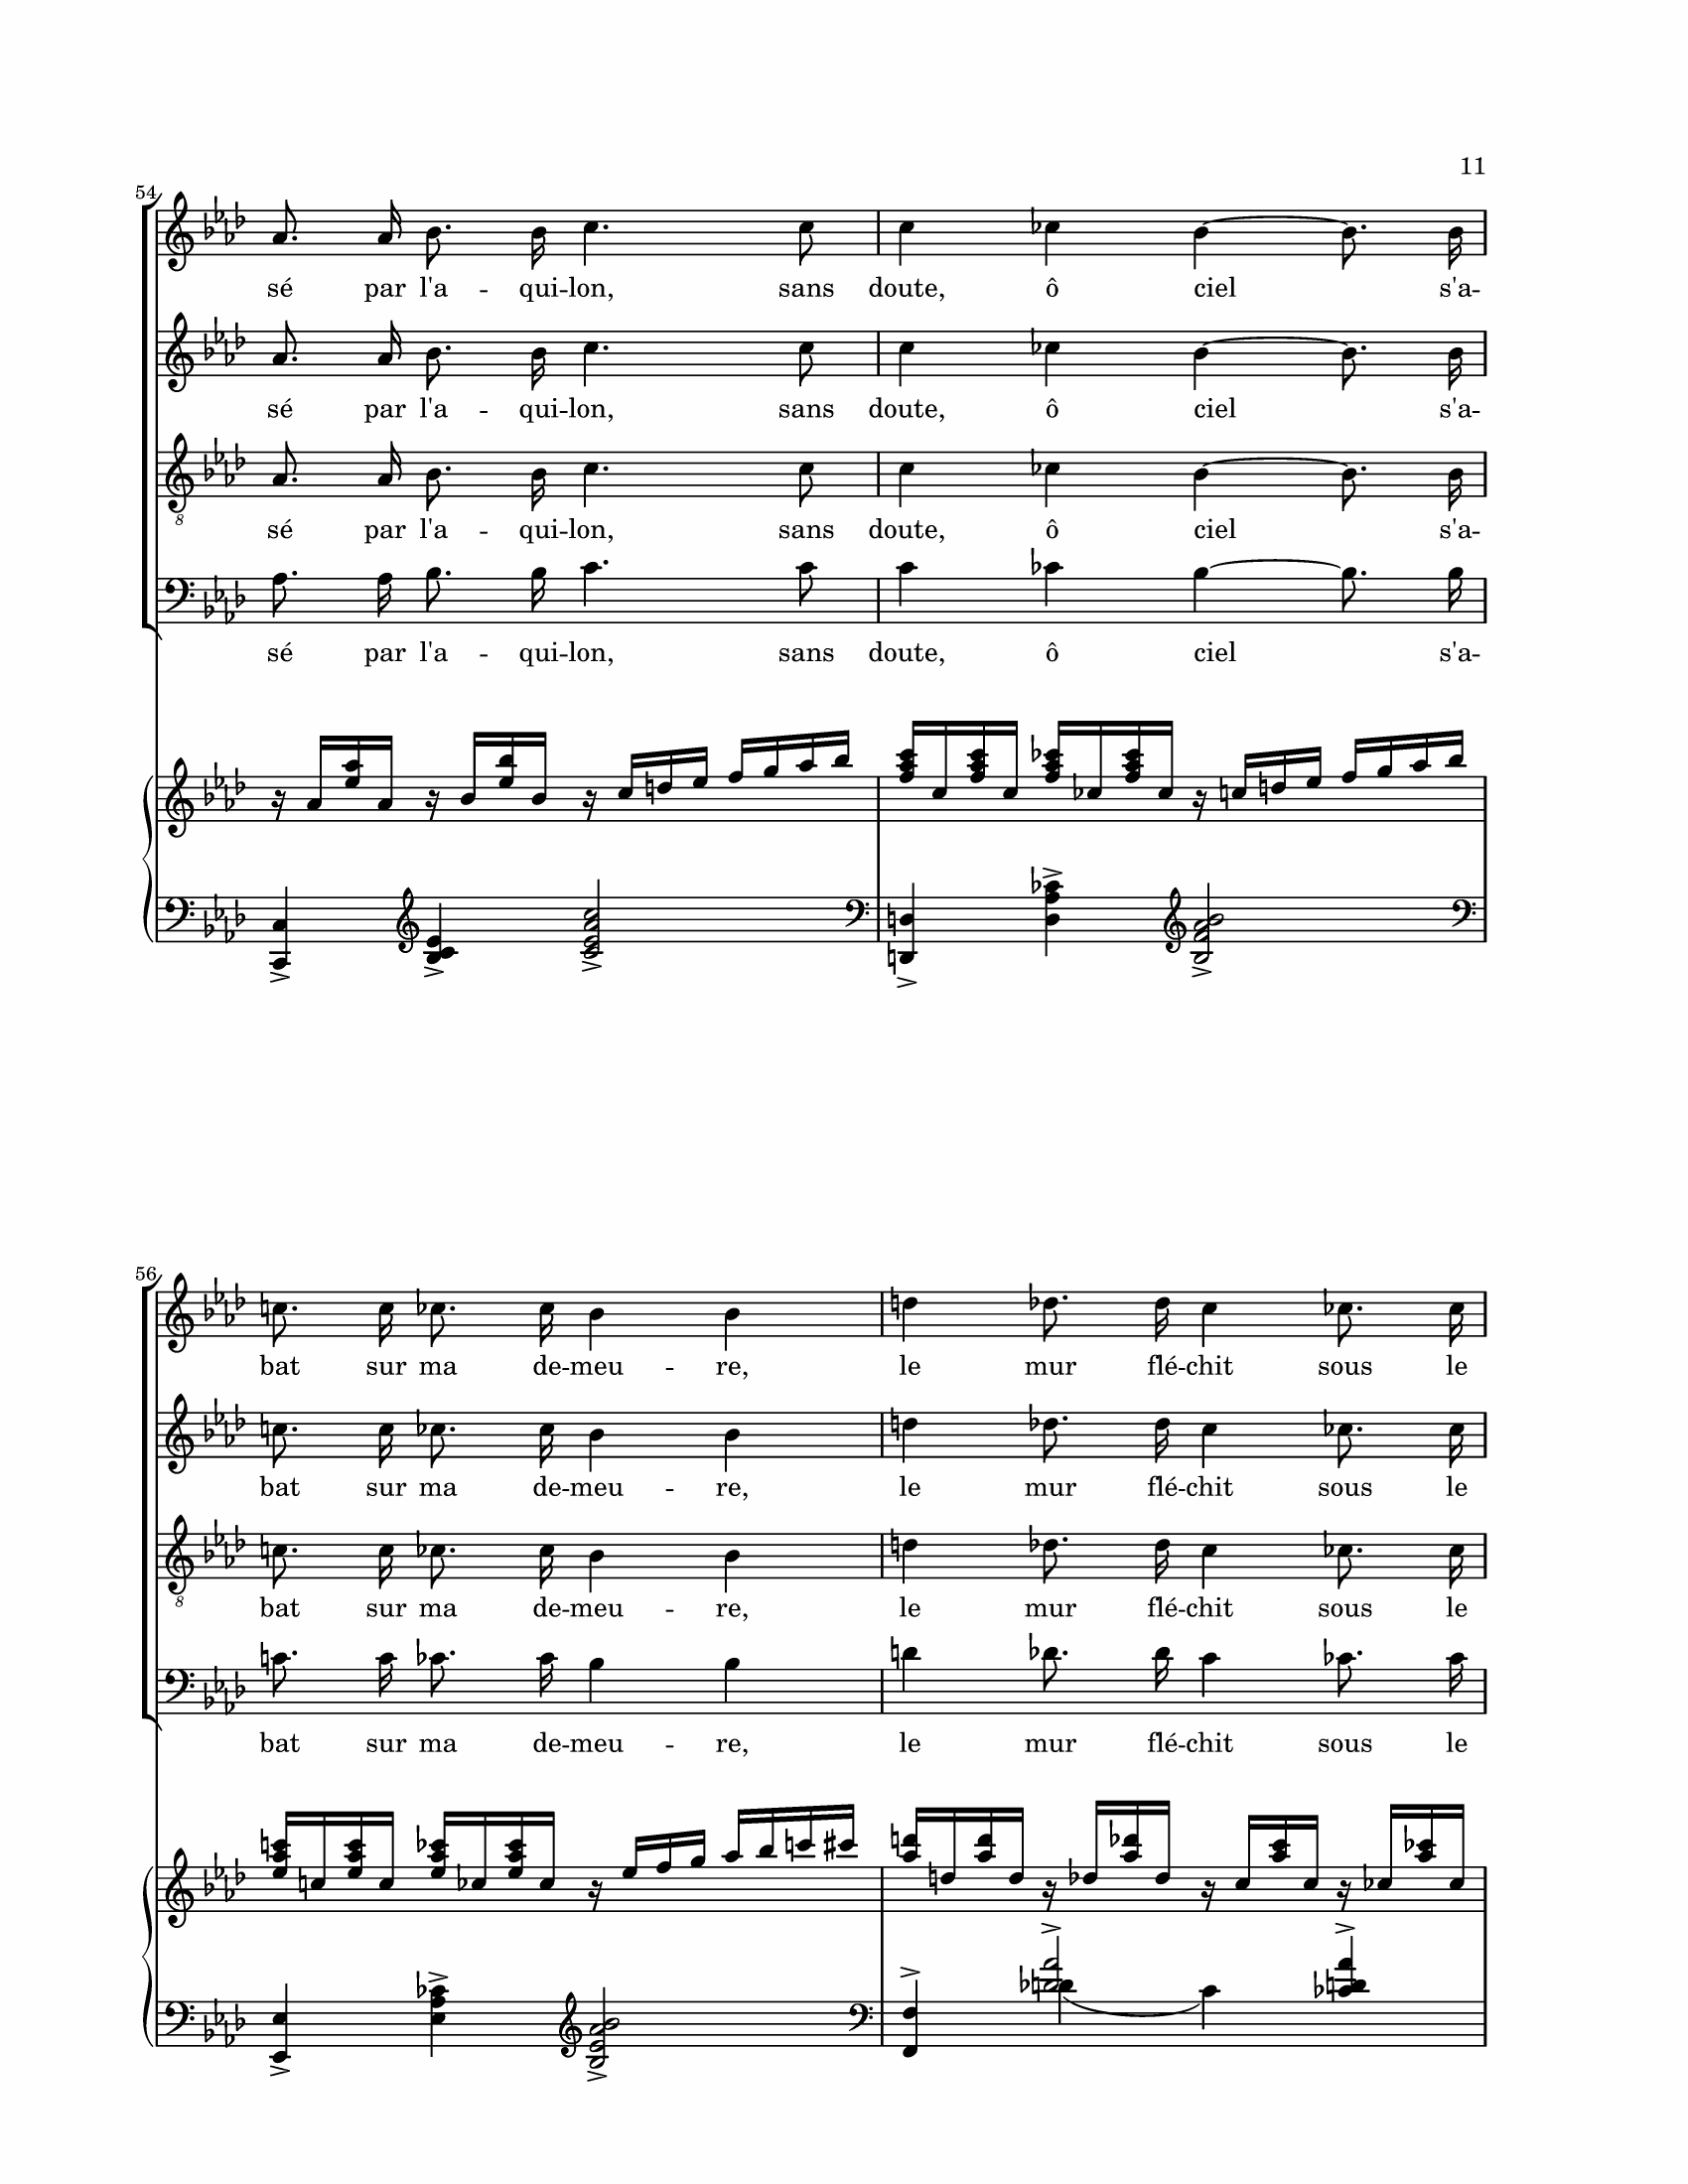 11
54
sé par l'a -- qui -- lon, sans doute, ô ciel s'a--
sé par l'a -- qui -- lon, sans doute, ô ciel s'a--
8
sé par l'a -- qui -- lon, sans doute, ô ciel s'a--
sé par l'a -- qui -- lon, sans doute, ô ciel s'a--
56
bat sur ma de-meu -- re, le mur flé-chit sous le
bat sur ma de-meu -- re, le mur flé-chit sous le
8
bat sur ma de-meu -- re, le mur flé-chit sous le
bat sur ma de-meu -- re, le mur flé-chit sous le